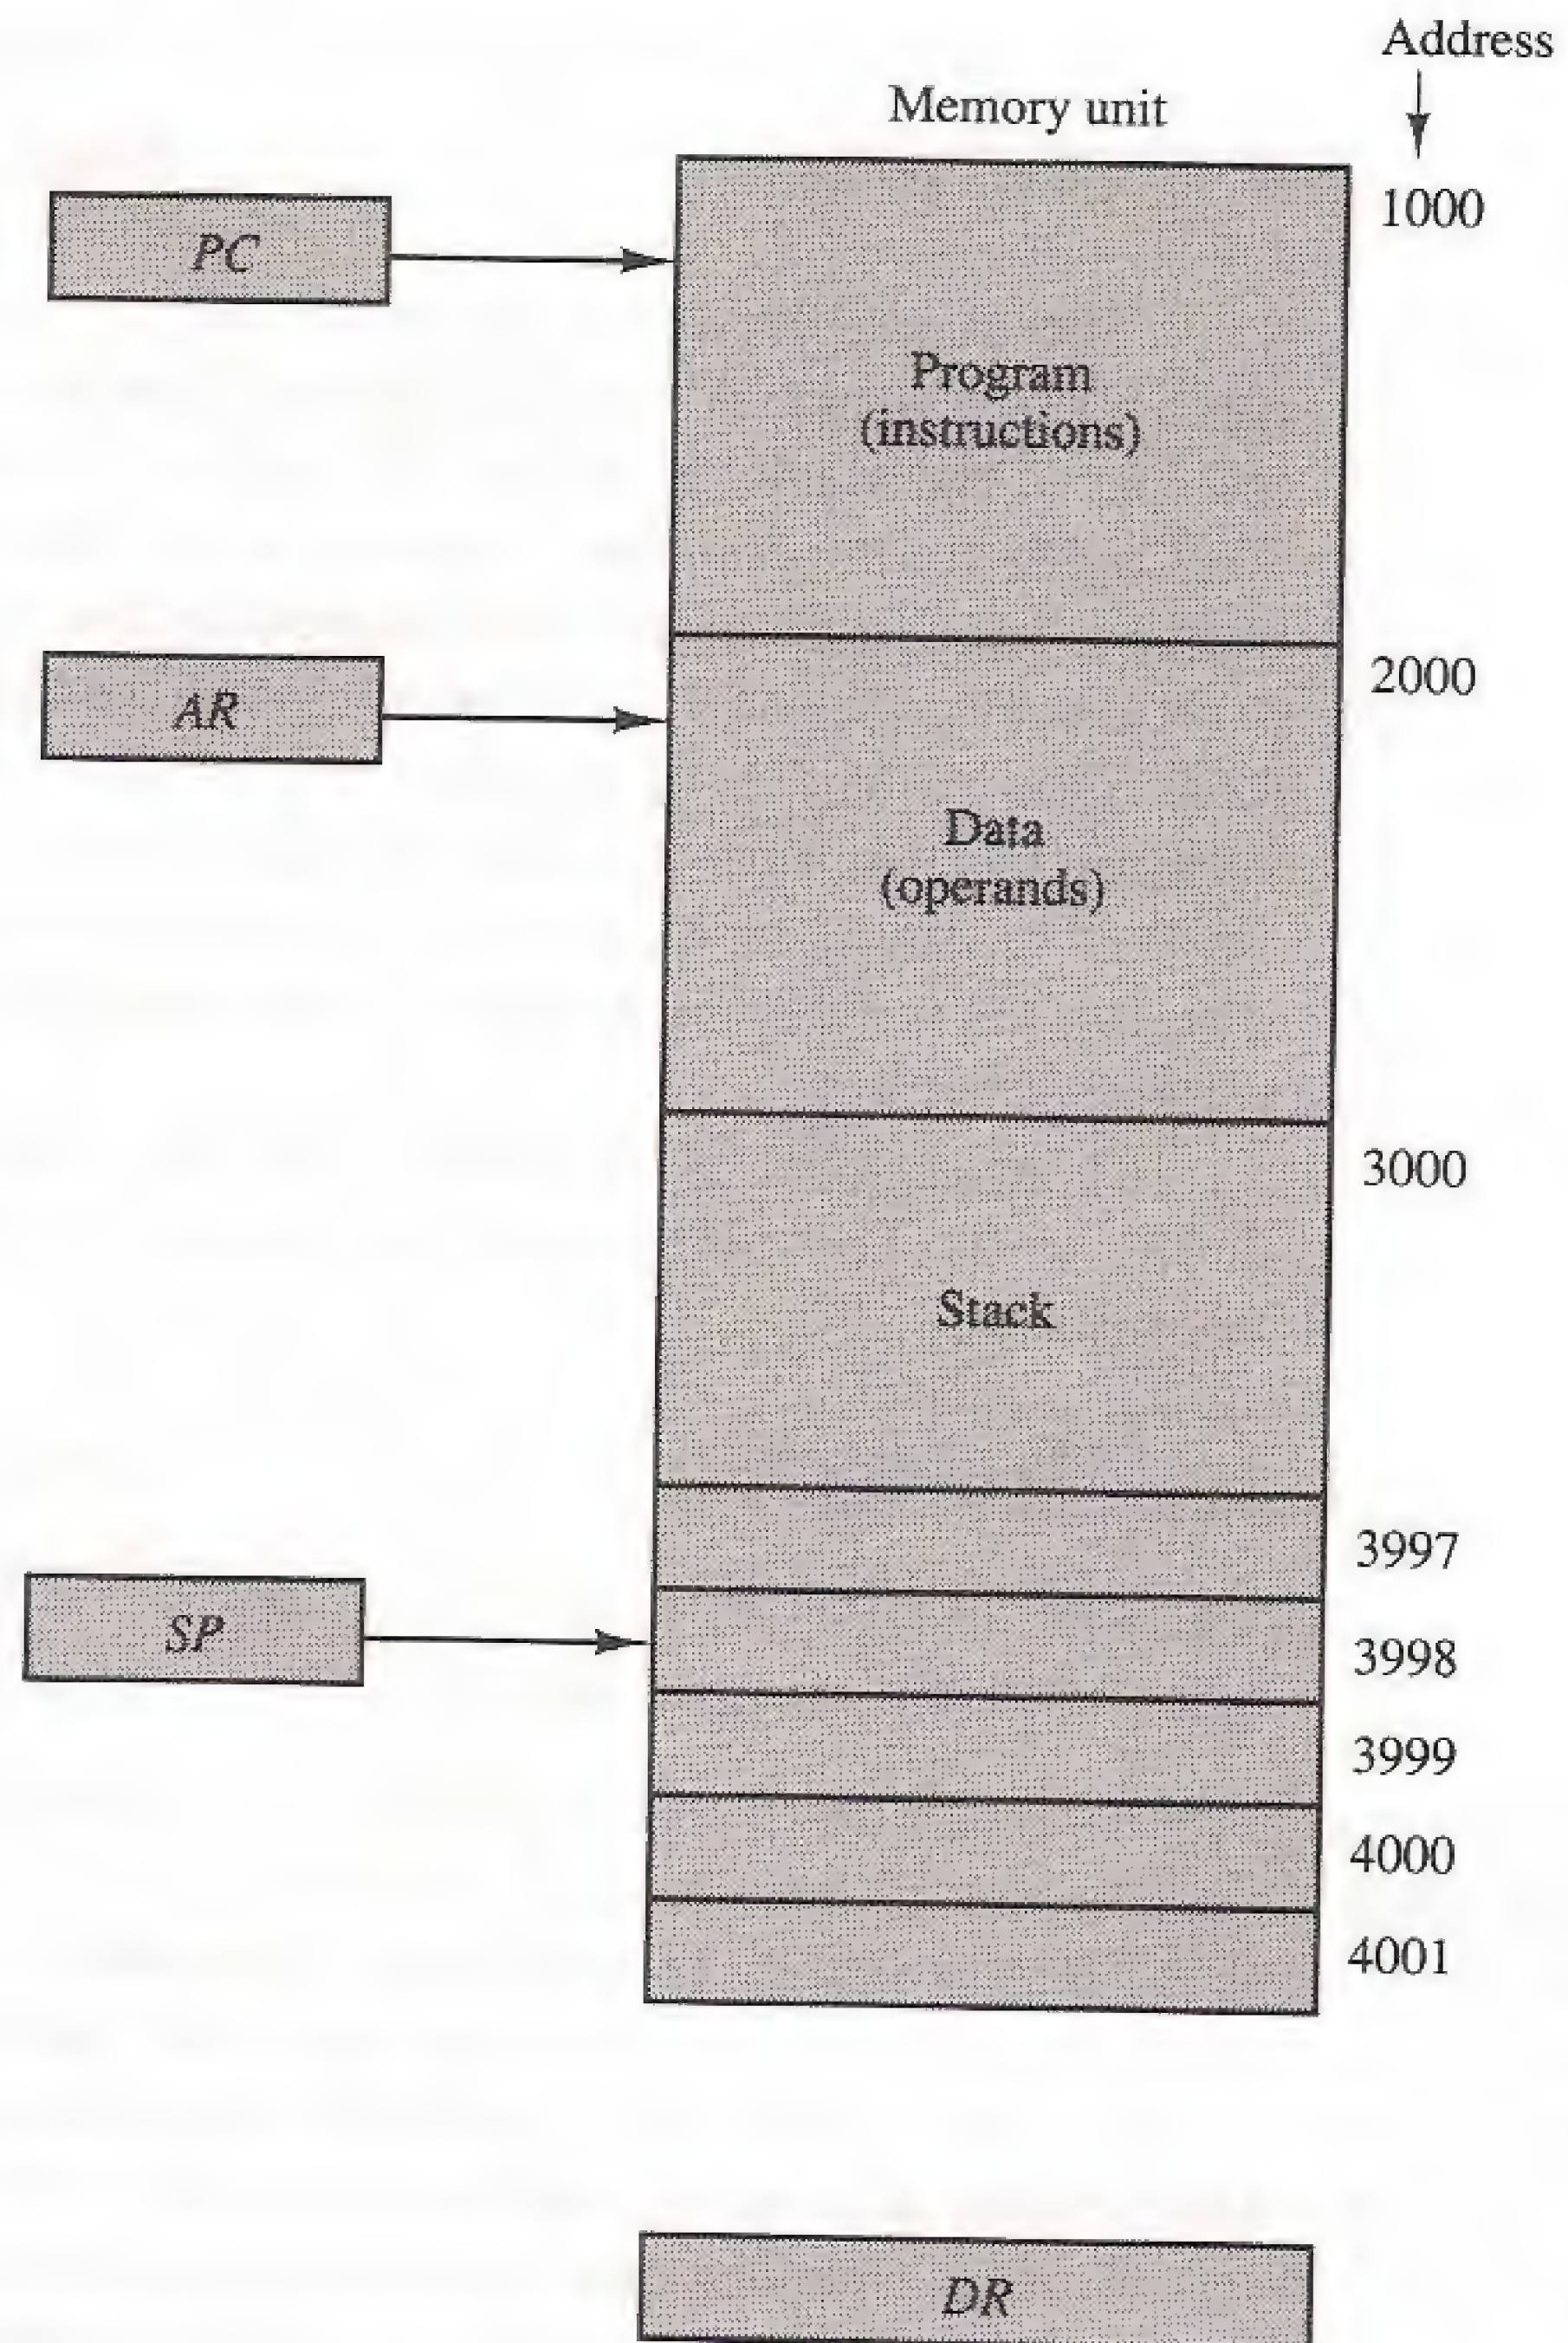 Address
Memory unit
1000
PC
Program
(instructions)
2000
AR
Data
(operands)
3000
Stack
3997
SP
3998
3999
4000
4001
DR